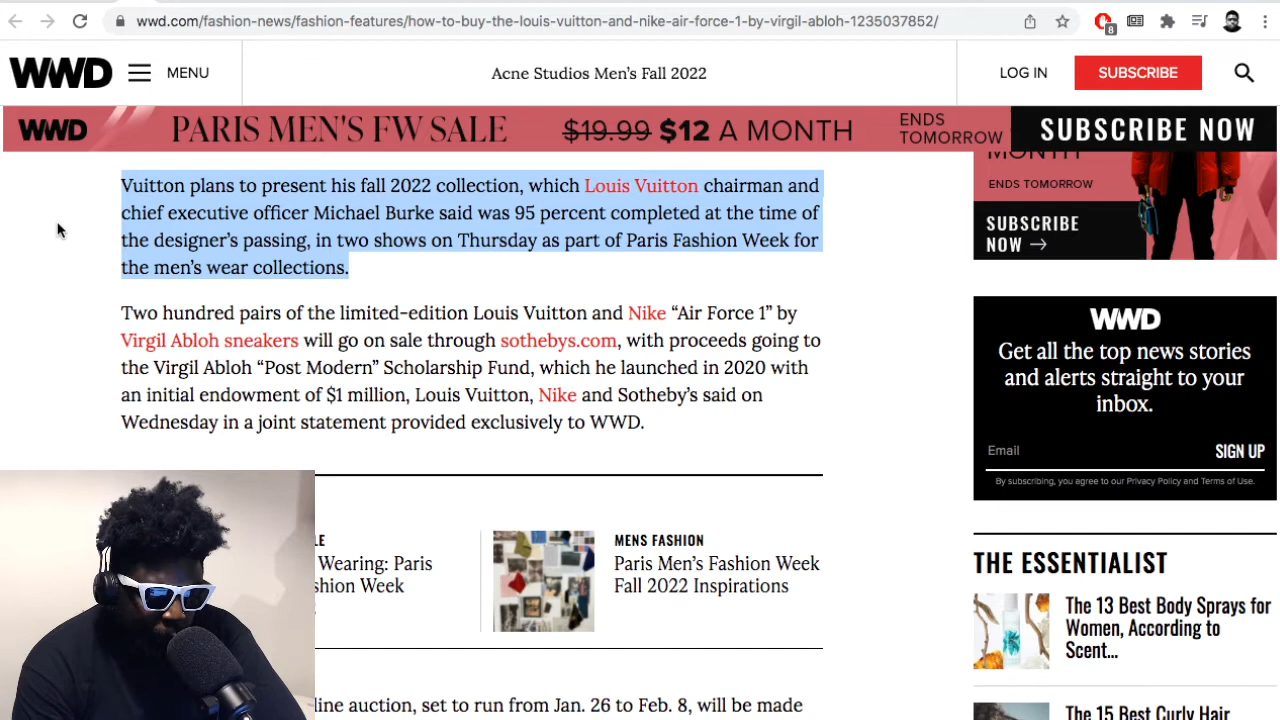 wwd.com/fashion-news/fashion-features/how-to-buy-the-louis-vuitton-and-nike-air-force-1-by-virgil-abloh-1235037852/
8
WWD
MENU
Acne Studios Men's Fall 2022
LOG IN
SUBSCRIBE
WWD
PARIS MEN'S FW SALE
$19.99 $12 A MONTH
ENDS
TOMORROW
SUBSCRIBE NOW
Vuitton plans to present his fall 2022 collection, which Louis Vuitton chairman and
chief executive officer Michael Burke said was 95 percent completed at the time of
the designer's passing, in two shows on Thursday as part of Paris Fashion Week for
the men's wear collections.
Two hundred pairs of the limited-edition Louis Vuitton and Nike “Air Force 1” by
Virgil Abloh sneakers will go on sale through sothebys.com, with proceeds going to
the Virgil Abloh “Post Modern” Scholarship Fund, which he launched in 2020 with
an initial endowment of $1 million, Louis Vuitton, Nike and Sotheby's said on
Wednesday in a joint statement provided exclusively to WWD.
LE
Wearing: Paris
shion Week
MENS FASHION
Paris Men's Fashion Week
Fall 2022 Inspirations
line auction, set to run from Jan. 26 to Feb. 8, will be made
MONTH
ENDS TOMORROW
SUBSCRIBE
NOW →
WWD
Get all the top news stories
and alerts straight to your
inbox.
Email
SIGN UP
By subscribing, you agree to our Privacy Policy and Terms of Use.
THE ESSENTIALIST
The 13 Best Body Sprays for
Women, According to
Scent...
The 15 Best Curly Hair